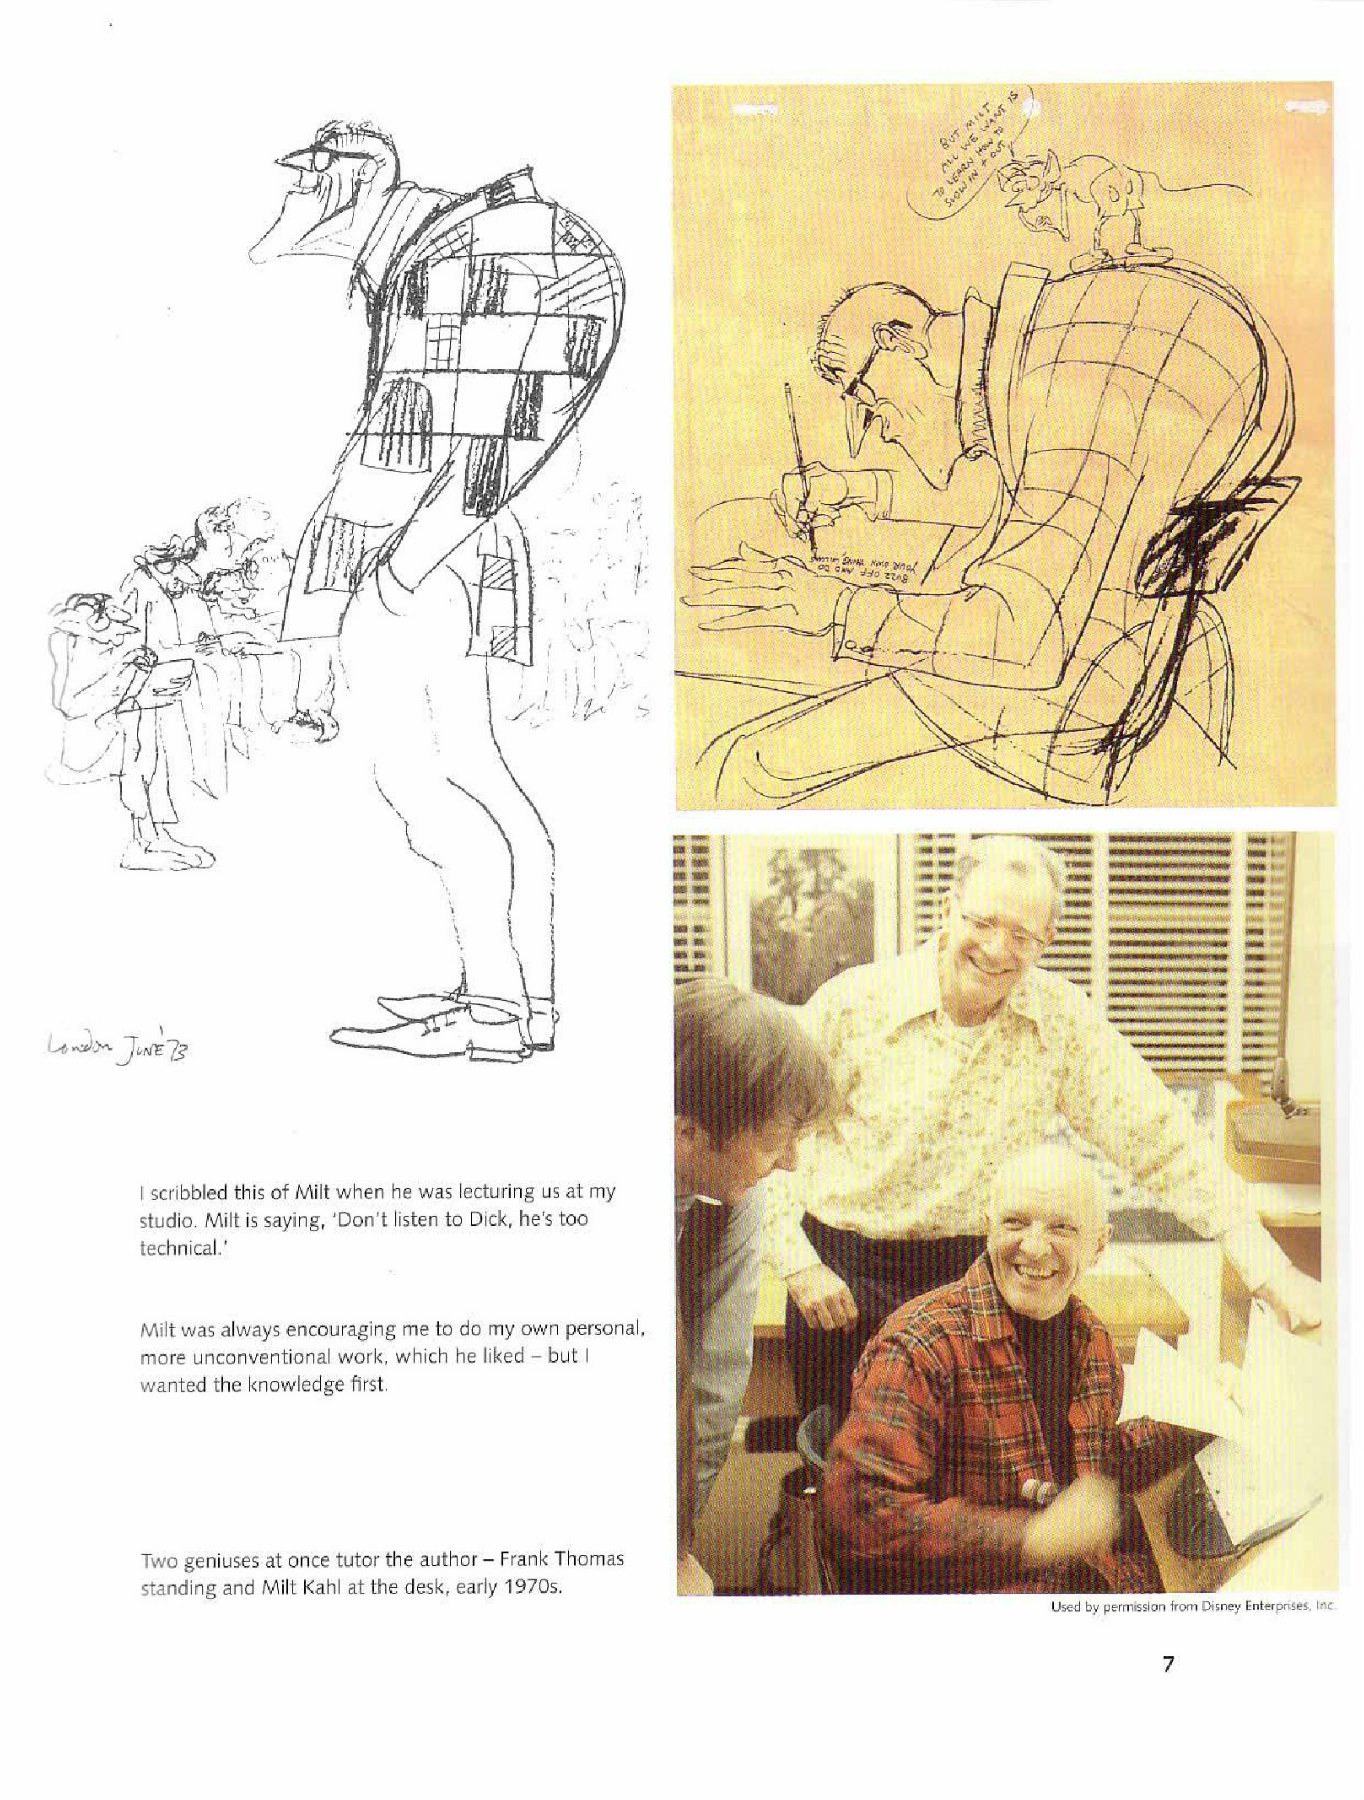 BUT MILT
ALL WE WANT IS
TO LEARN HOW TO
SLOW IN + OUT
BUZZ OFF AND DO
YOUR OWN THING,
London JUNE '73
I scribbled this of Milt when he was lecturing us at my
studio. Milt is saying, 'Don't listen to Dick, he's too
technical.'
Milt was always encouraging me to do my own personal,
more unconventional work, which he liked – but I
wanted the knowledge first.
Two geniuses at once tutor the author – Frank Thomas
standing and Milt Kahl at the desk, early 1970s.
Used by permission from Disney Enterprises, Inc.
7